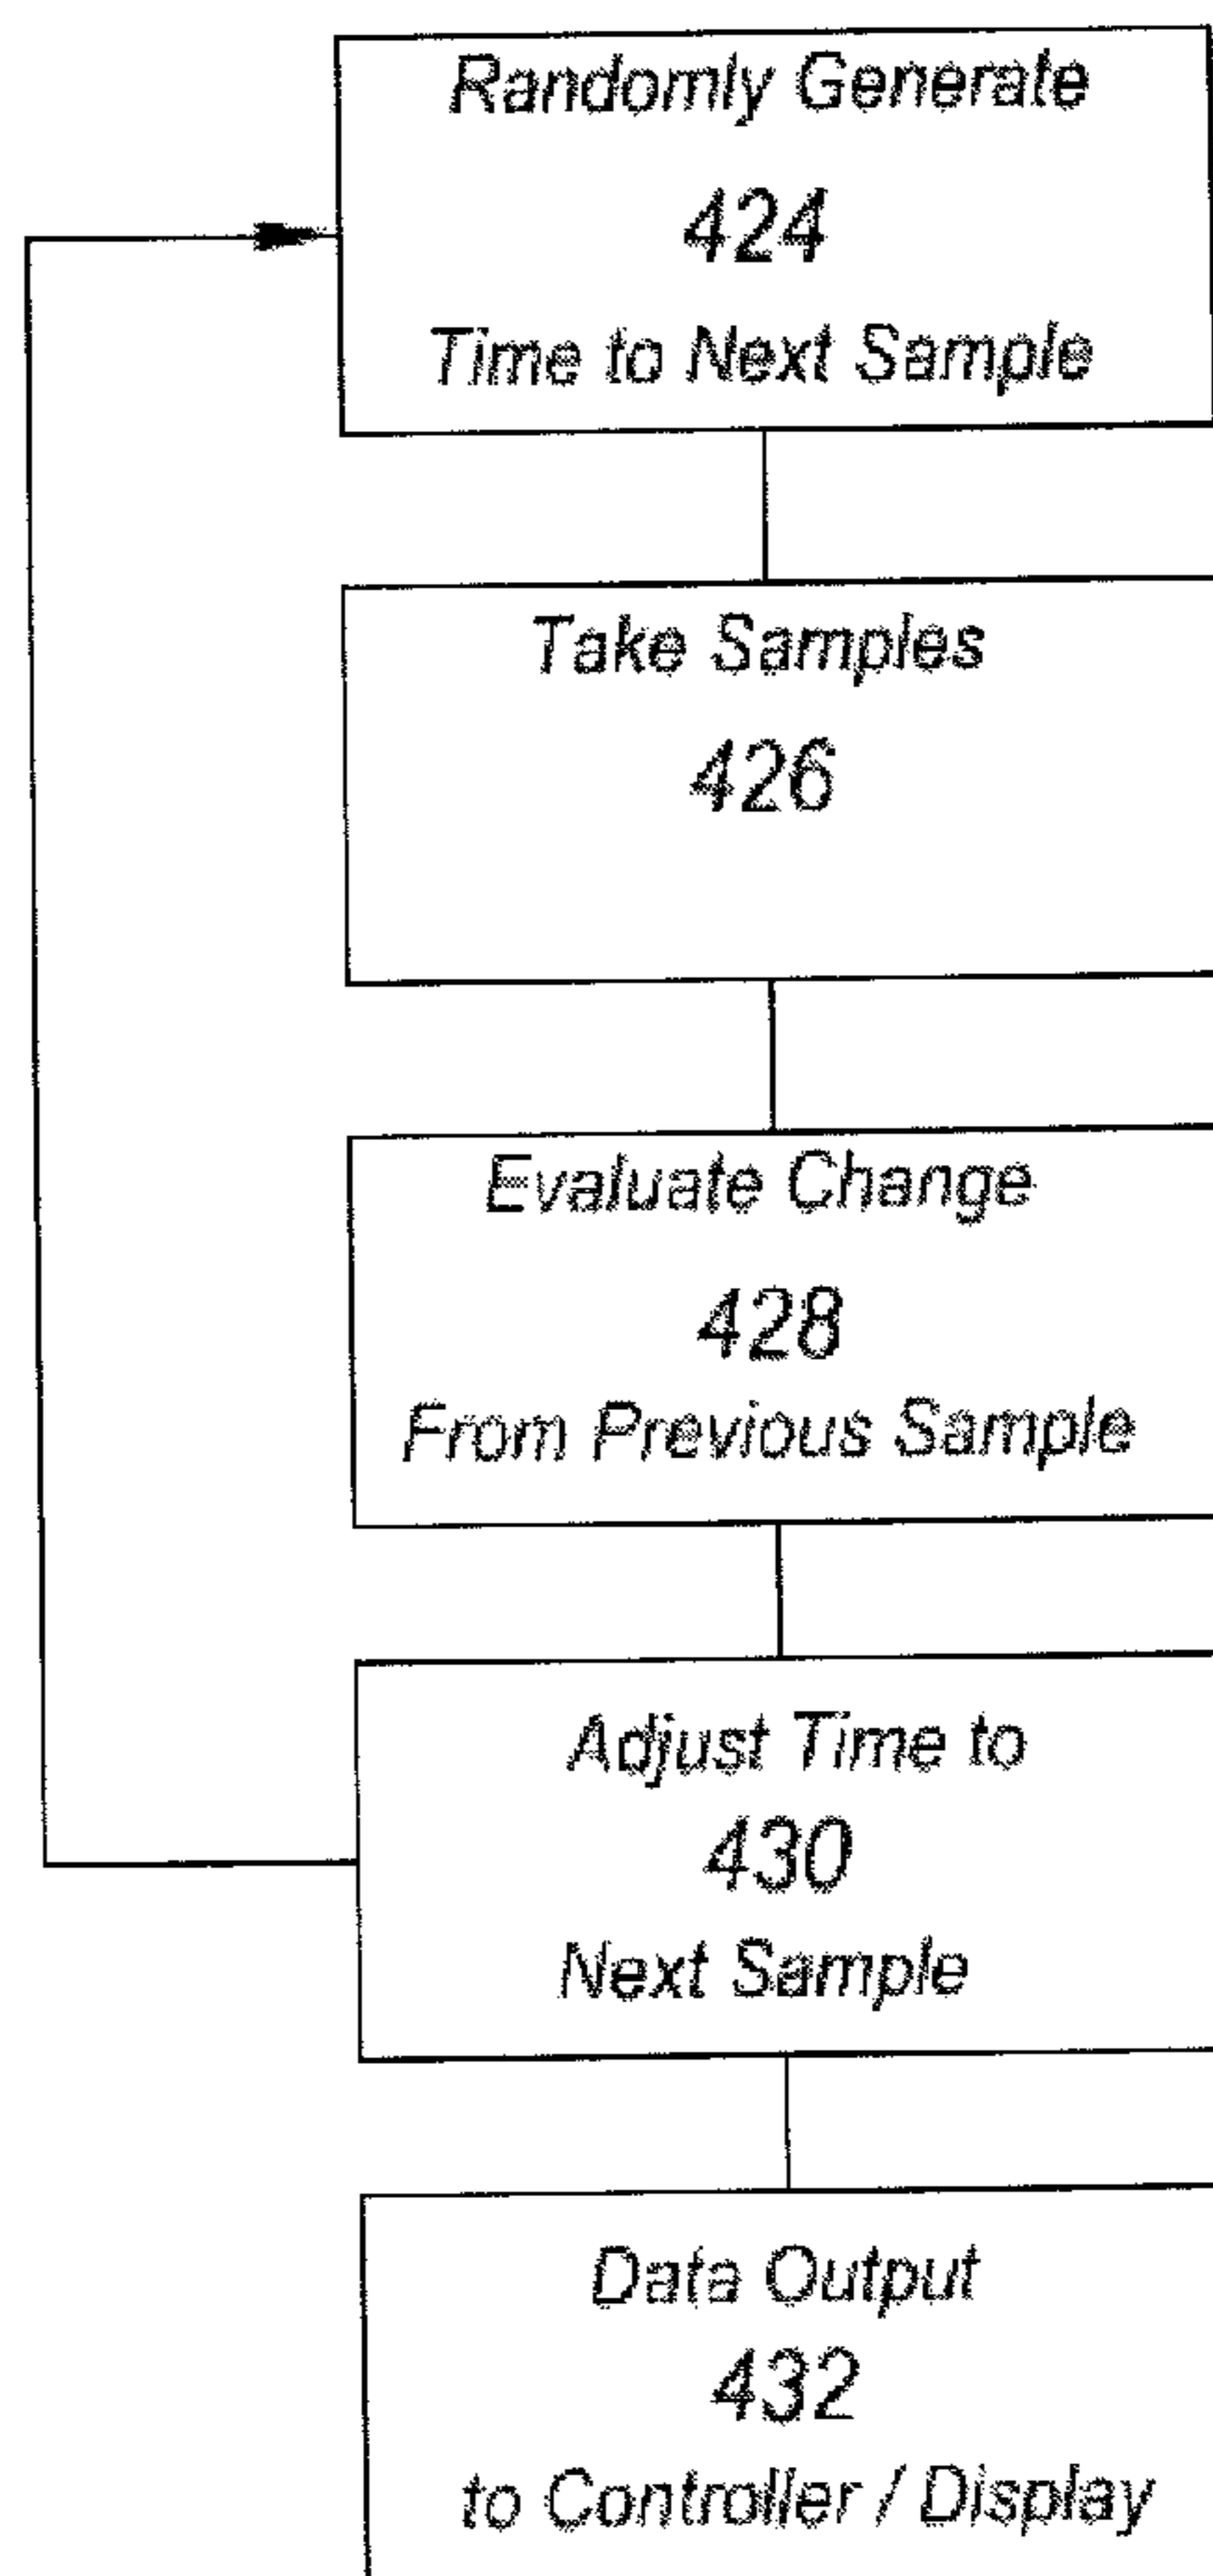 Randomly Generate
424
Time to Next Sample
Take Samples
426
Evaluate Change
428
From Previous Sample
Adjust Time to
430
Next Sample
Data Output
432
to Controller / Display